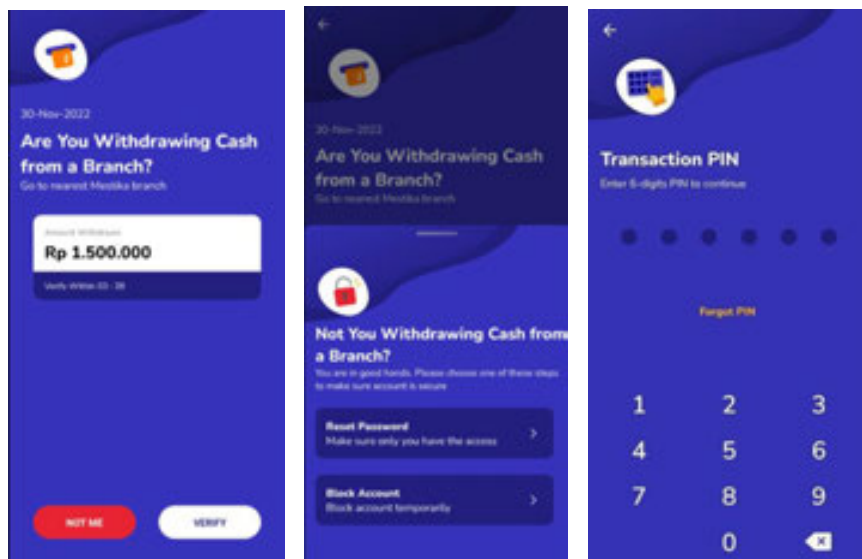 30-Nov-2022
Are You Withdrawing Cash
from a Branch?
Go to nearest Mestika branch
Amount Withdrawn
Rp 1.500.000
Verify Within 03 : 28
NOT ME
VERIFY
30-Nov-2022
Are You Withdrawing Cash
from a Branch?
Go to nearest Mestika branch
Not You Withdrawing Cash from
a Branch?
You are in good hands. Please choose one of these steps
to make sure account is secure
Reset Password
Make sure only you have the access
Block Account
Block account temporarily
Transaction PIN
Enter 6-digits PIN to continue
Forgot PIN
1 2 3
4 5 6
7 8 9
0